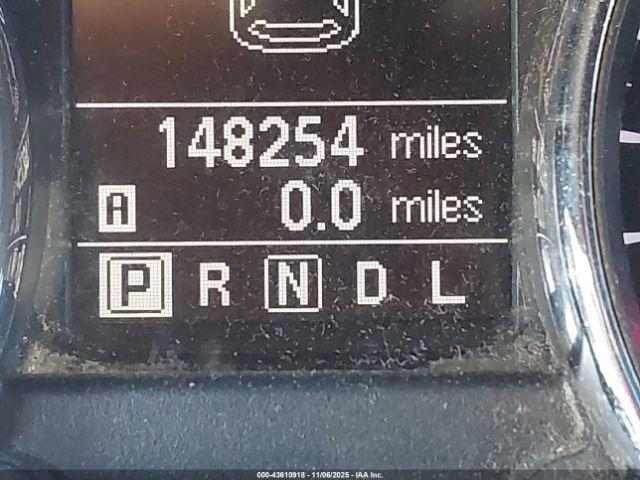 148254 miles
A 0.0 miles
P R N D L
000-43610918 - 11/06/2025 - IAA Inc.